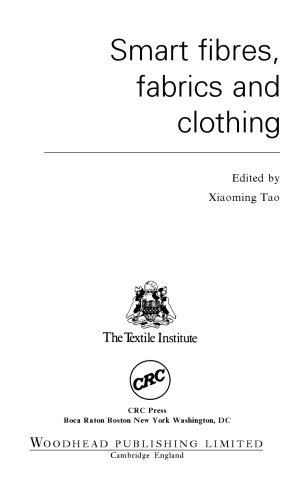 Smart fibres,
fabrics and
clothing
Edited by
Xiaoming Tao
The Textile Institute
CRC
CRC Press
Boca Raton Boston New York Washington, DC
WOODHEAD PUBLISHING LIMITED
Cambridge England